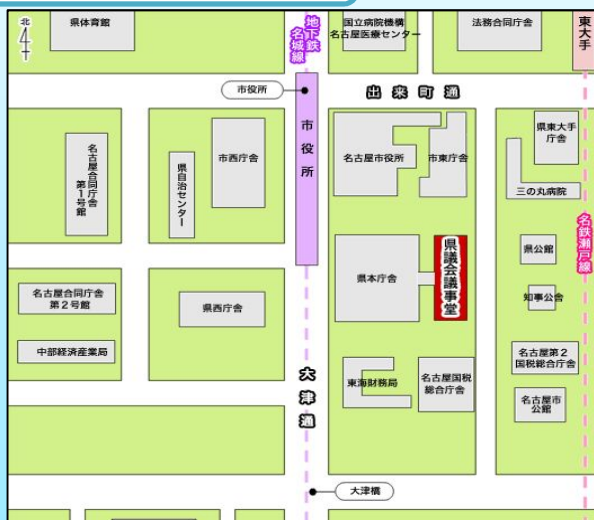 北
県体育館
地下鉄
名城線
国立病院機構
名古屋医療センター
法務合同庁舎
東大手
市役所
出来町通
市役所
名古屋合同庁舎
第1号館
県自治センター
市西庁舎
名古屋市役所
市東庁舎
県東大手
庁舎
三の丸病院
名鉄瀬戸線
県本庁舎
県議会議事堂
県公館
知事公舎
名古屋合同庁舎
第2号館
県西庁舎
中部経済産業局
大津通
東海財務局
名古屋国税
総合庁舎
名古屋第2
国税総合庁舎
名古屋市
公館
大津橋